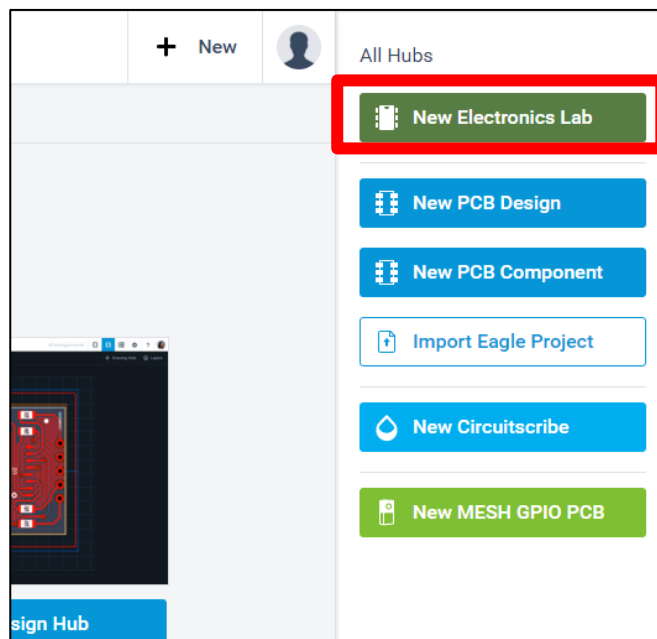 New
All Hubs
New Electronics Lab
New PCB Design
New PCB Component
Import Eagle Project
New Circuitscribe
New MESH GPIO PCB
Layers
sign Hub